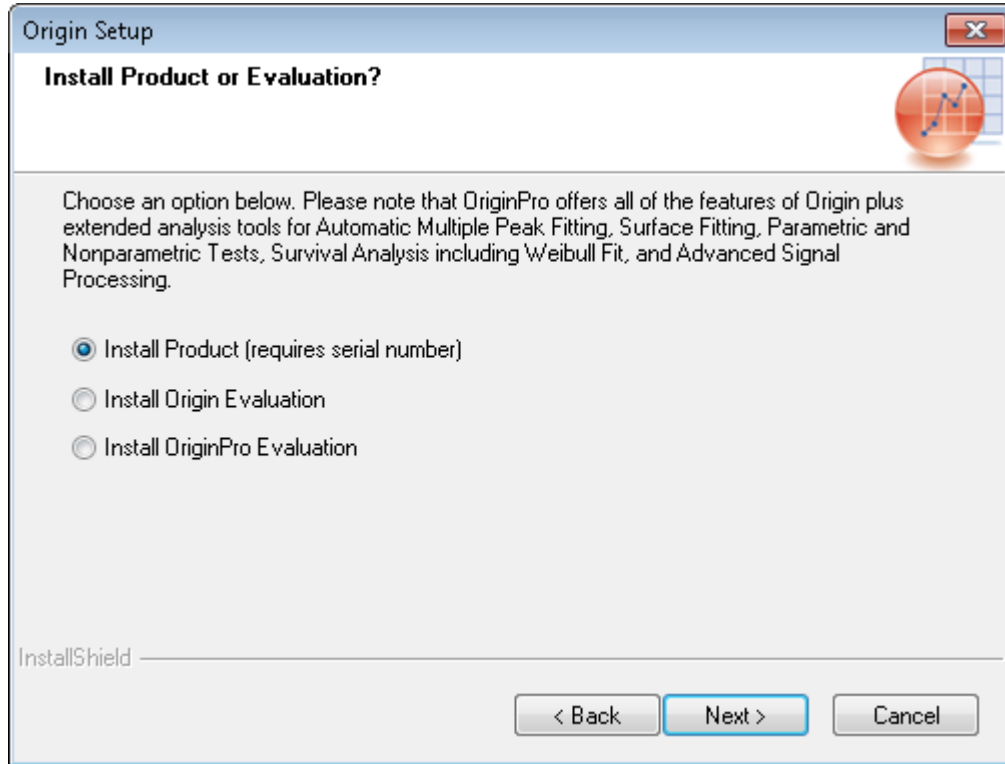 Origin Setup
Install Product or Evaluation?
Choose an option below. Please note that OriginPro offers all of the features of Origin plus
extended analysis tools for Automatic Multiple Peak Fitting, Surface Fitting, Parametric and
Nonparametric Tests, Survival Analysis including Weibull Fit, and Advanced Signal
Processing.
Install Product (requires serial number)
Install Origin Evaluation
Install OriginPro Evaluation
InstallShield
< Back Next > Cancel